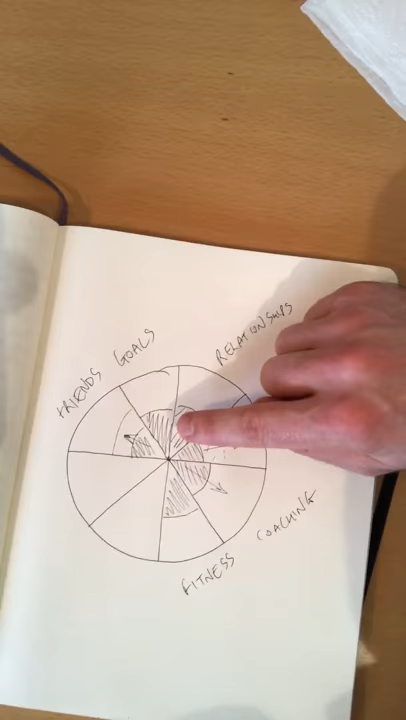 FRIENDS
GOALS
RELATIONSHIPS
COACHING
FITNESS